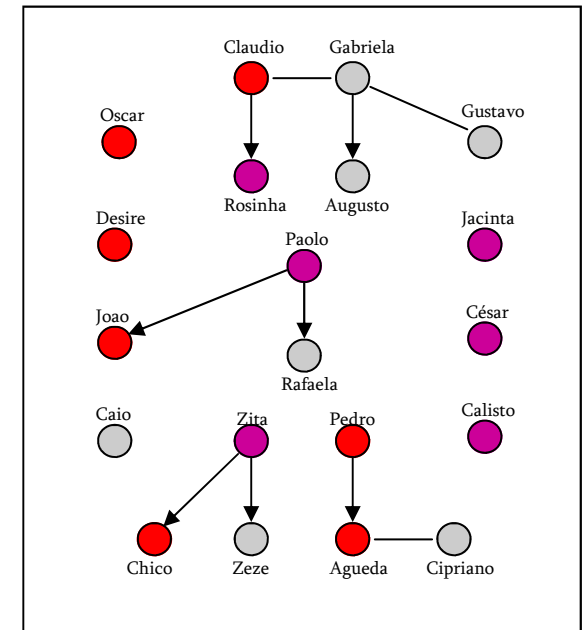 Claudio
Gabriela
Oscar
Gustavo
Rosinha
Augusto
Desire
Jacinta
Paolo
Joao
César
Rafaela
Caio
Zita
Pedro
Calisto
Chico
Zeze
Agueda
Cipriano